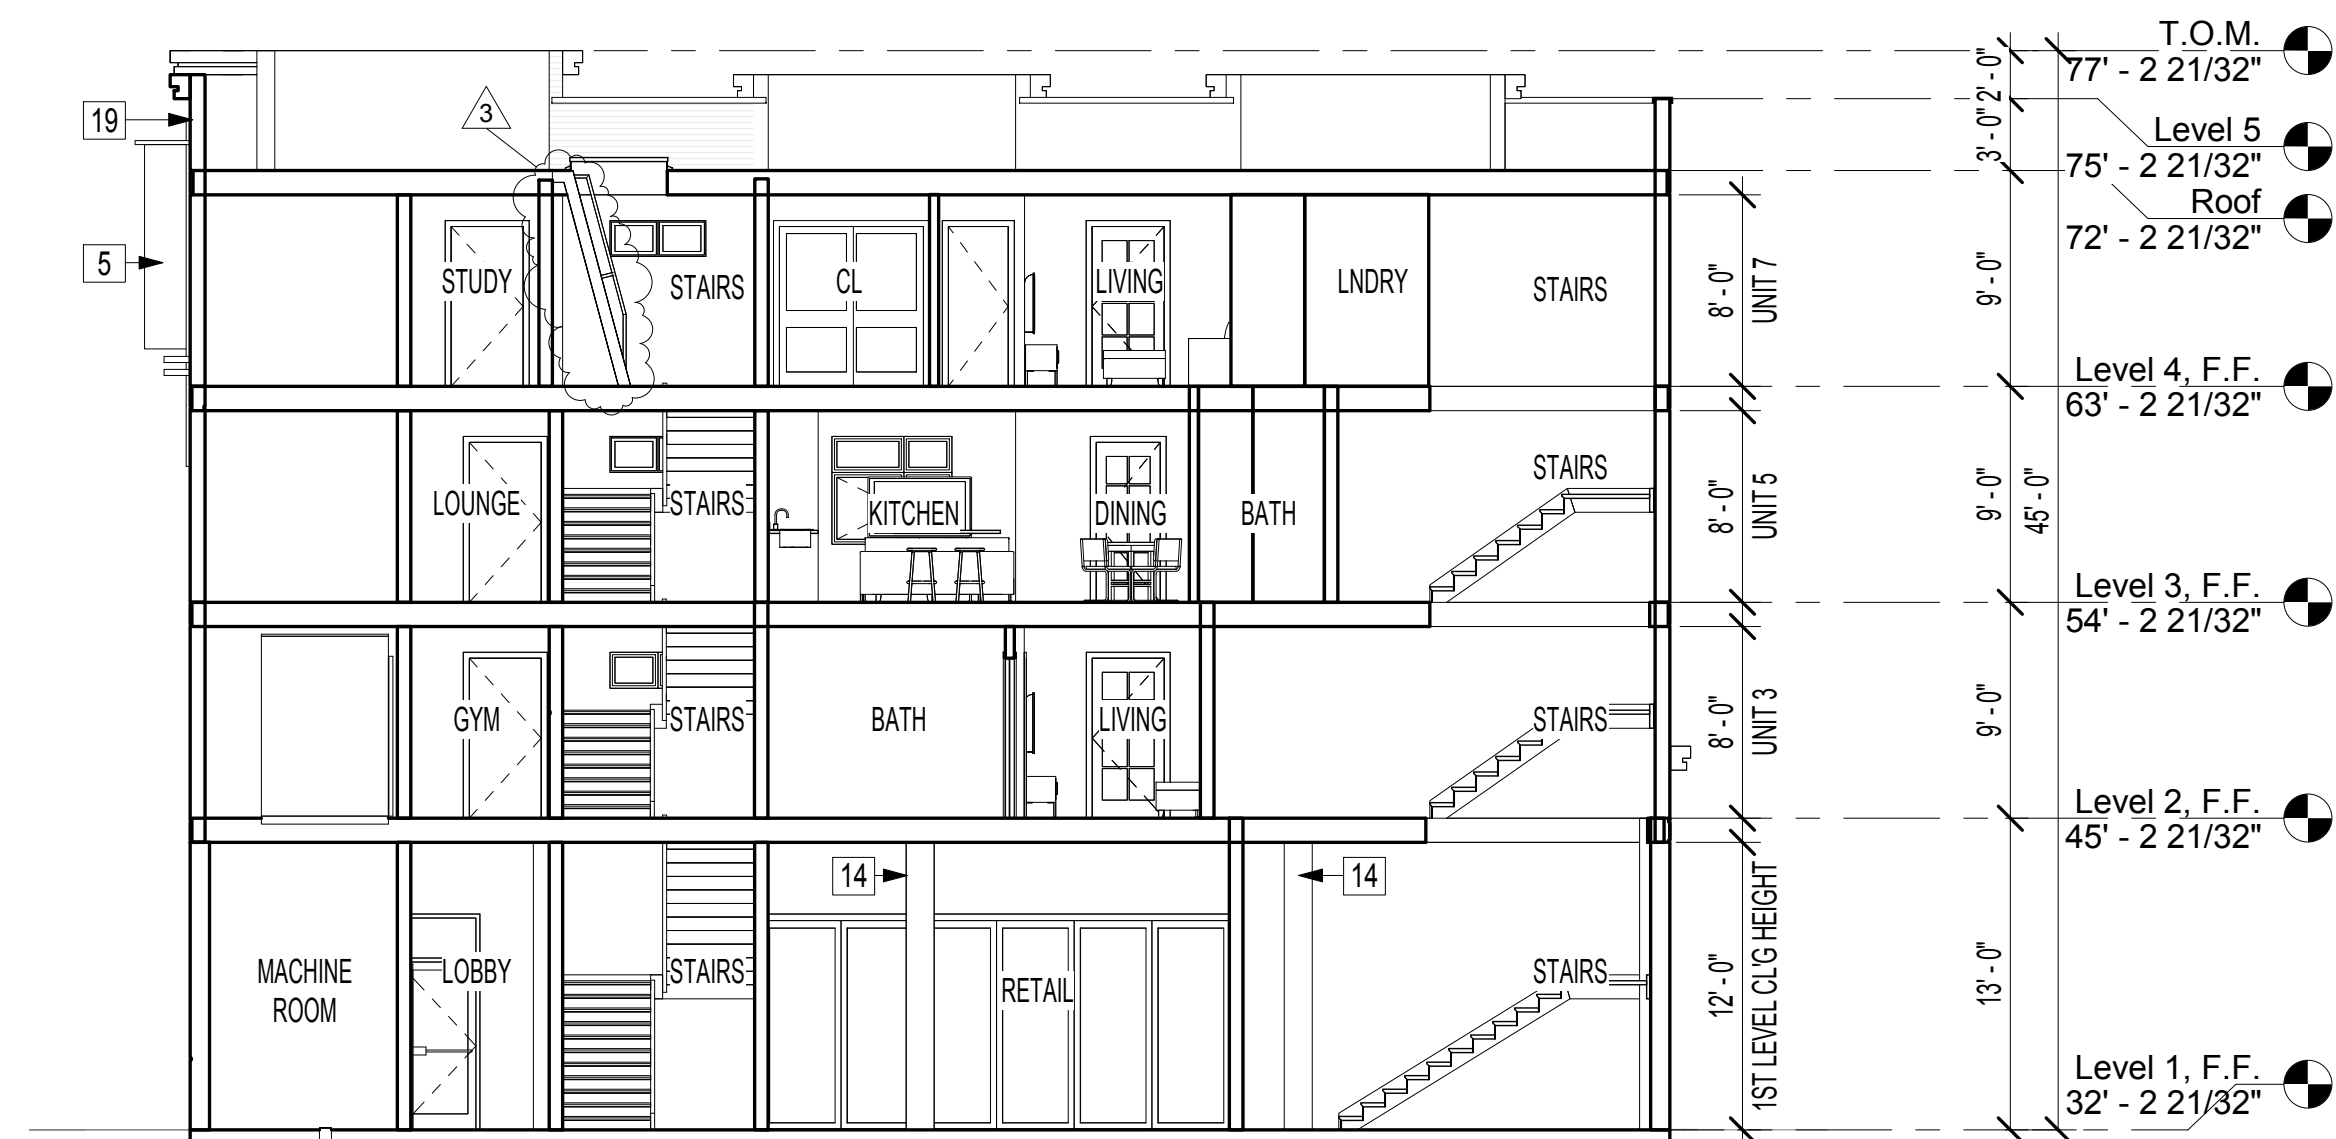 T.O.M.
77' - 2 21/32"
2' - 0"
19
3
Level 5
75' - 2 21/32"
3' - 0"
Roof
72' - 2 21/32"
5
STUDY
STAIRS
CL
LIVING
LNDRY
STAIRS
8' - 0"
UNIT 7
9' - 0"
Level 4, F.F.
63' - 2 21/32"
LOUNGE
STAIRS
KITCHEN
DINING
BATH
STAIRS
8' - 0"
UNIT 5
9' - 0"
45' - 0"
Level 3, F.F.
54' - 2 21/32"
GYM
STAIRS
BATH
LIVING
STAIRS
8' - 0"
UNIT 3
9' - 0"
Level 2, F.F.
45' - 2 21/32"
14
14
MACHINE
ROOM
LOBBY
STAIRS
RETAIL
STAIRS
12' - 0"
1ST LEVEL CL'G HEIGHT
13' - 0"
Level 1, F.F.
32' - 2 21/32"